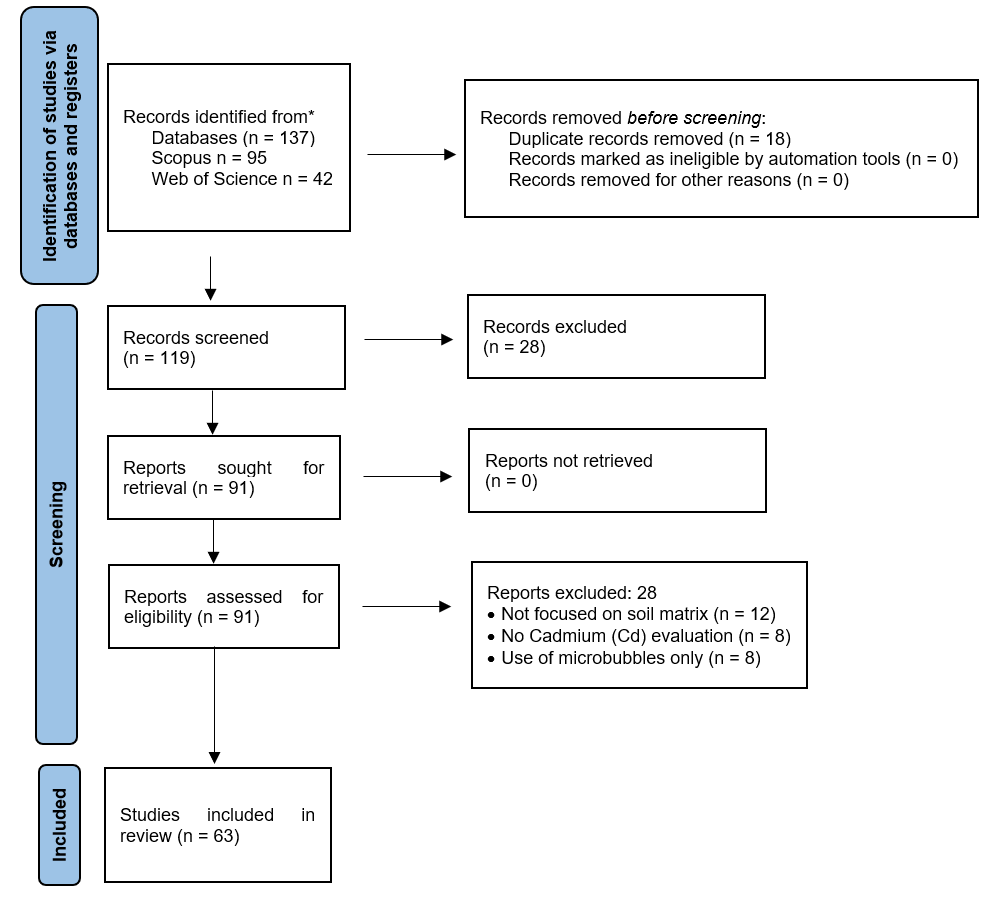 Identification of studies via
databases and registers
Records identified from*
Databases (n = 137)
Scopus n = 95
Web of Science n = 42
Records removed before screening:
Duplicate records removed (n = 18)
Records marked as ineligible by automation tools (n = 0)
Records removed for other reasons (n = 0)
Screening
Records screened
(n = 119)
Records excluded
(n = 28)
Reports sought for
retrieval (n = 91)
Reports not retrieved
(n = 0)
Reports assessed for
eligibility (n = 91)
Reports excluded: 28
• Not focused on soil matrix (n = 12)
• No Cadmium (Cd) evaluation (n = 8)
• Use of microbubbles only (n = 8)
Included
Studies included in
review (n = 63)